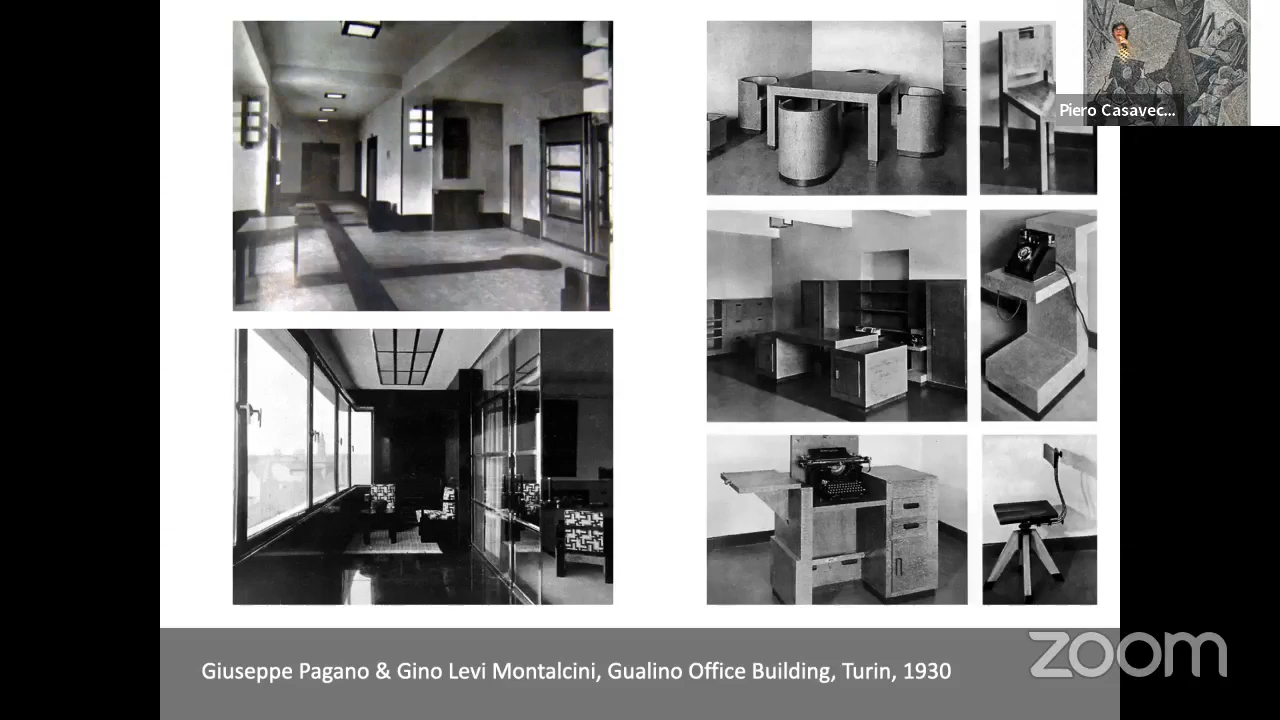 Piero Casavec...
Giuseppe Pagano & Gino Levi Montalcini, Gualino Office Building, Turin, 1930
zoom